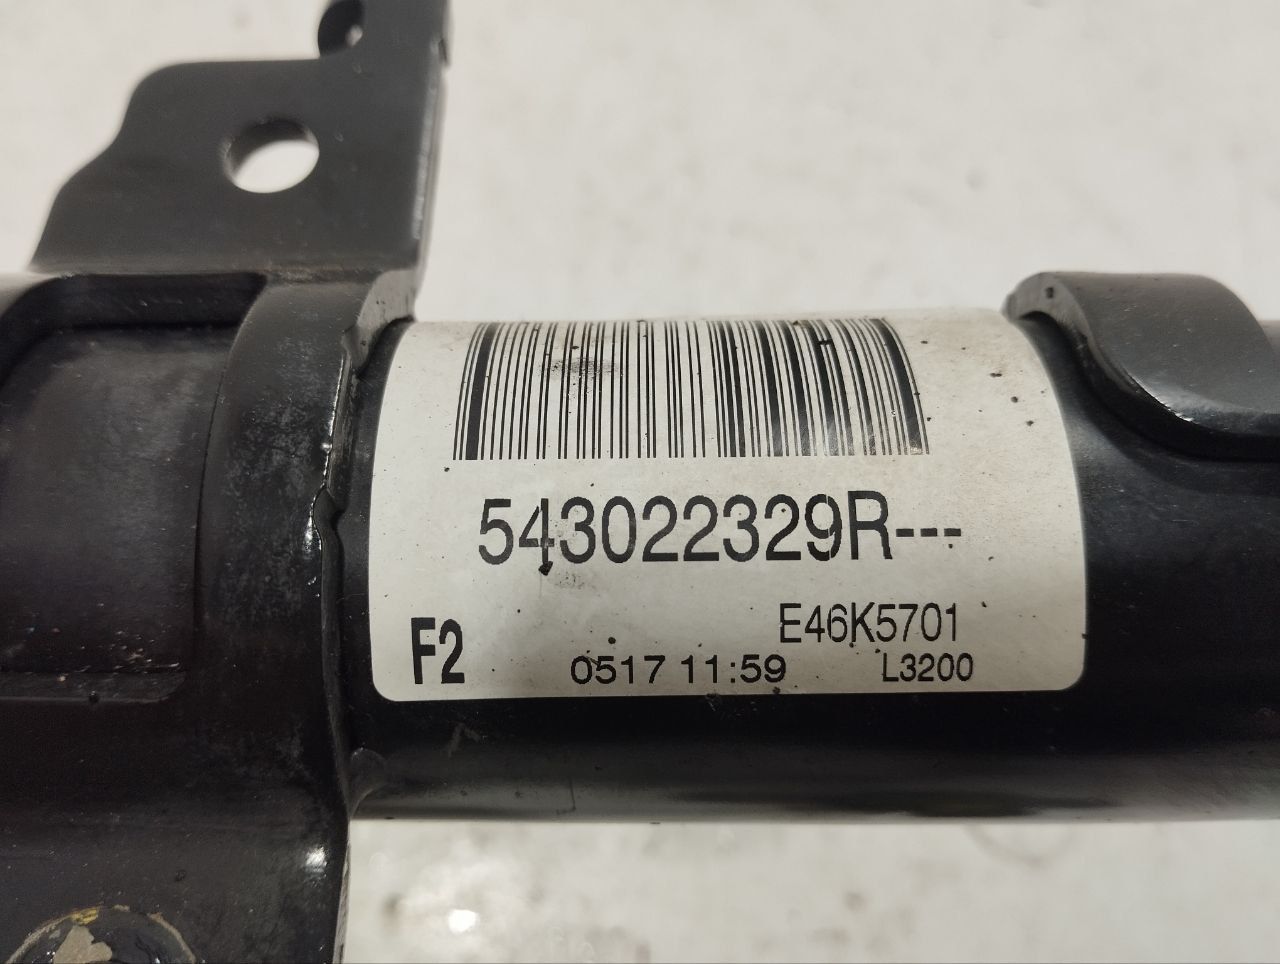 543022329R---
E46K5701
F2
0517 11:59 L3200